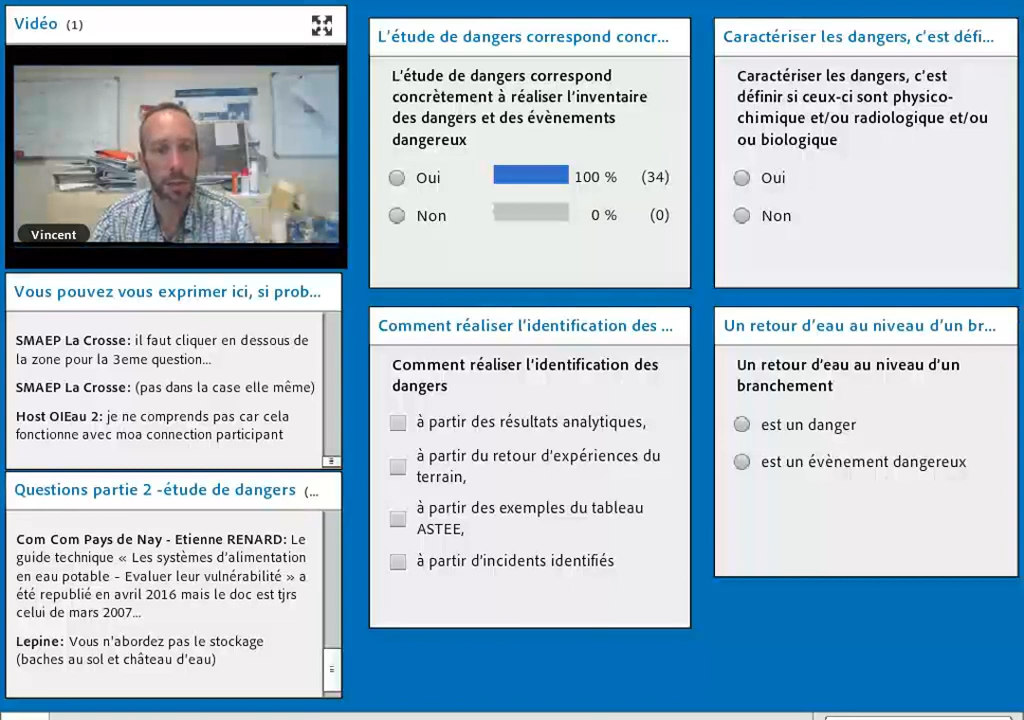 Vidéo (1)
Vincent
Vous pouvez vous exprimer ici, si prob...
SMAEP La Crosse: il faut cliquer en dessous de
la zone pour la 3eme question...
SMAEP La Crosse: (pas dans la case elle même)
Host OIEau 2: je ne comprends pas car cela
fonctionne avec moa connection participant
Questions partie 2 -étude de dangers (...
Com Com Pays de Nay - Etienne RENARD: Le
guide technique « Les systèmes d'alimentation
en eau potable - Evaluer leur vulnérabilité » a
été republié en avril 2016 mais le doc est tjrs
celui de mars 2007...
Lepine: Vous n'abordez pas le stockage
(baches au sol et château d'eau)
L'étude de dangers correspond concr...
L'étude de dangers correspond
concrètement à réaliser l'inventaire
des dangers et des évènements
dangereux
Oui 100 % (34)
Non 0 % (0)
Caractériser les dangers, c'est défi...
Caractériser les dangers, c'est
définir si ceux-ci sont physico-
chimique et/ou radiologique et/ou
ou biologique
Oui
Non
Comment réaliser l'identification des ...
Comment réaliser l'identification des
dangers
à partir des résultats analytiques,
à partir du retour d'expériences du
terrain,
à partir des exemples du tableau
ASTEE,
à partir d'incidents identifiés
Un retour d'eau au niveau d'un br...
Un retour d'eau au niveau d'un
branchement
est un danger
est un évènement dangereux